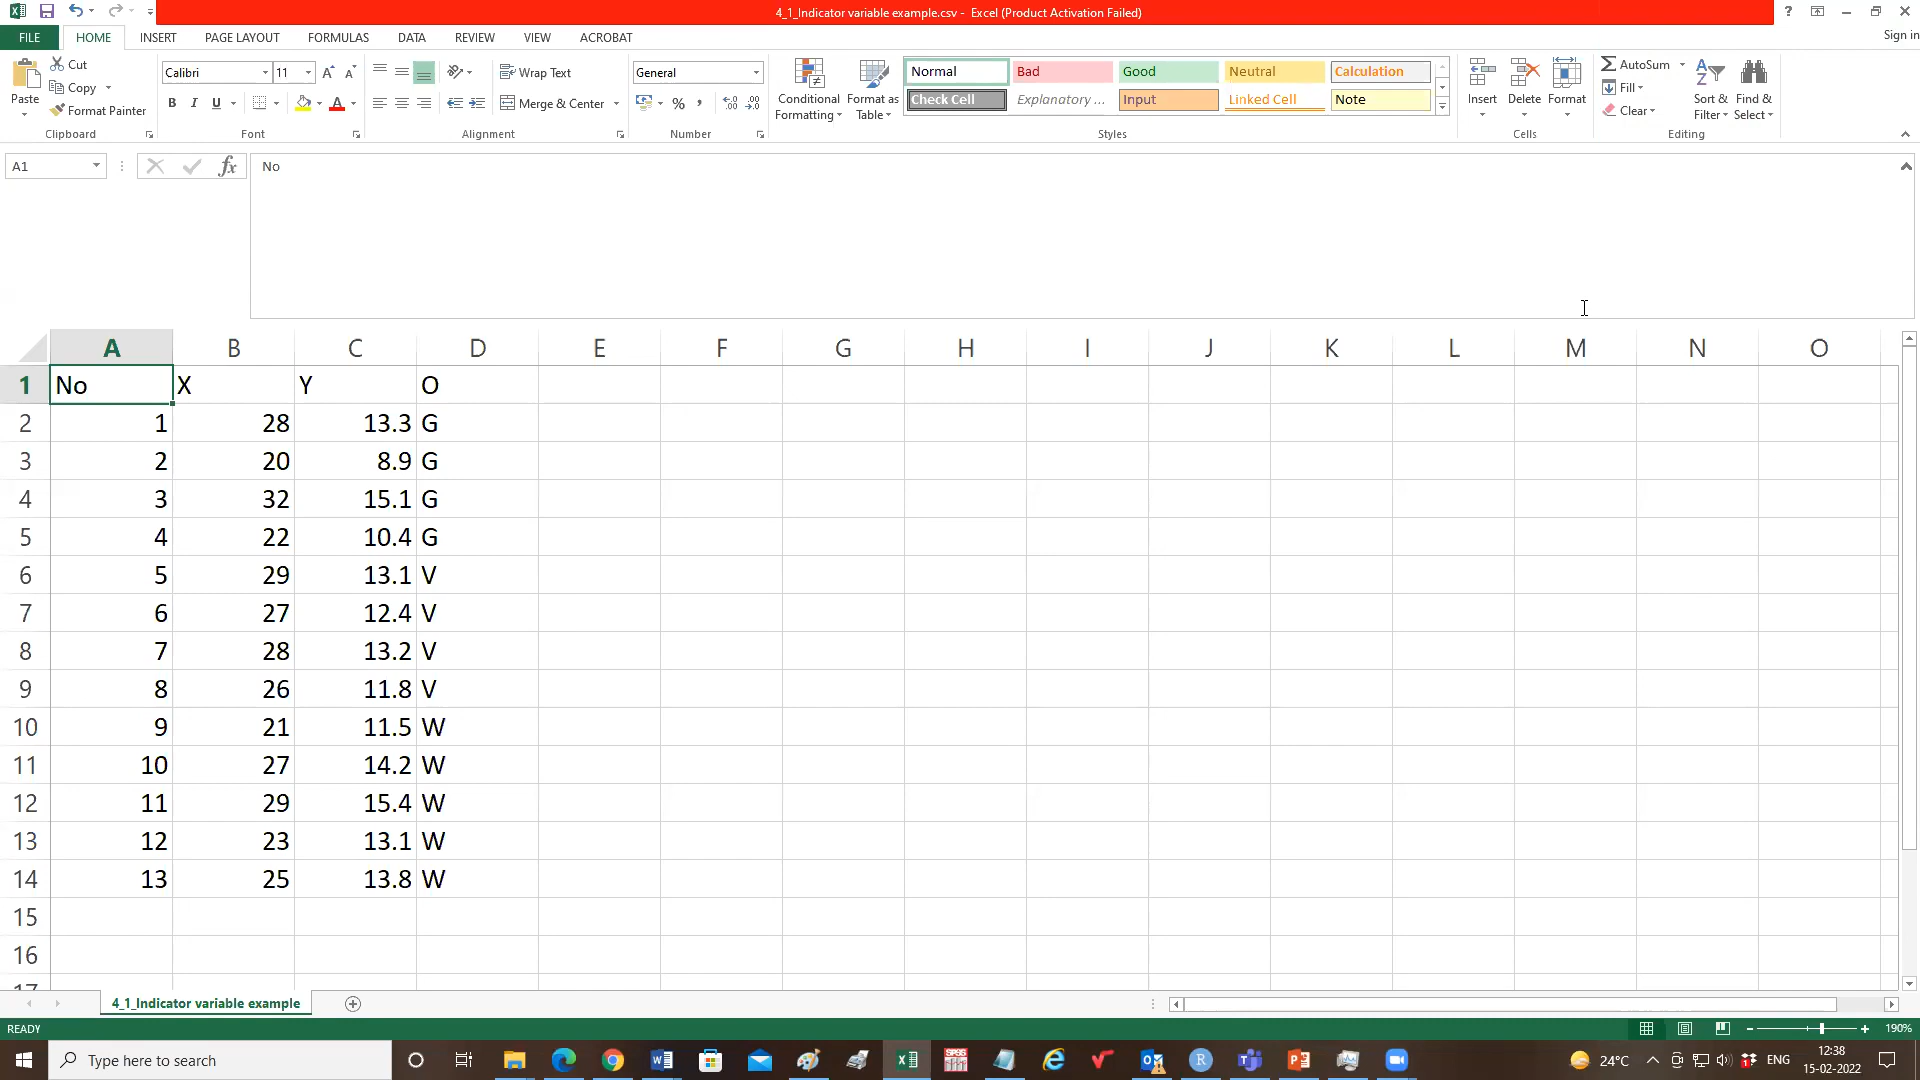 4_1_Indicator variable example.csv - Excel (Product Activation Failed)
FILE HOME INSERT PAGE LAYOUT FORMULAS DATA REVIEW VIEW ACROBAT Sign in
Paste
Cut
Copy
Format Painter
Clipboard
Calibri 11
B I U
Font
Wrap Text
Merge & Center
Alignment
General
%
Number
Conditional Formatting
Format as Table
Normal Bad Good Neutral Calculation
Check Cell Explanatory ... Input Linked Cell Note
Styles
Insert Delete Format
Cells
AutoSum
Fill
Clear
Sort & Filter
Find & Select
Editing
A1 fx No
A B C D E F G H I J K L M N O
1 No X Y O
2 1 28 13.3 G
3 2 20 8.9 G
4 3 32 15.1 G
5 4 22 10.4 G
6 5 29 13.1 V
7 6 27 12.4 V
8 7 28 13.2 V
9 8 26 11.8 V
10 9 21 11.5 W
11 10 27 14.2 W
12 11 29 15.4 W
13 12 23 13.1 W
14 13 25 13.8 W
15
16
17
4_1_Indicator variable example
READY 190%
Type here to search
24°C ENG 12:38
15-02-2022